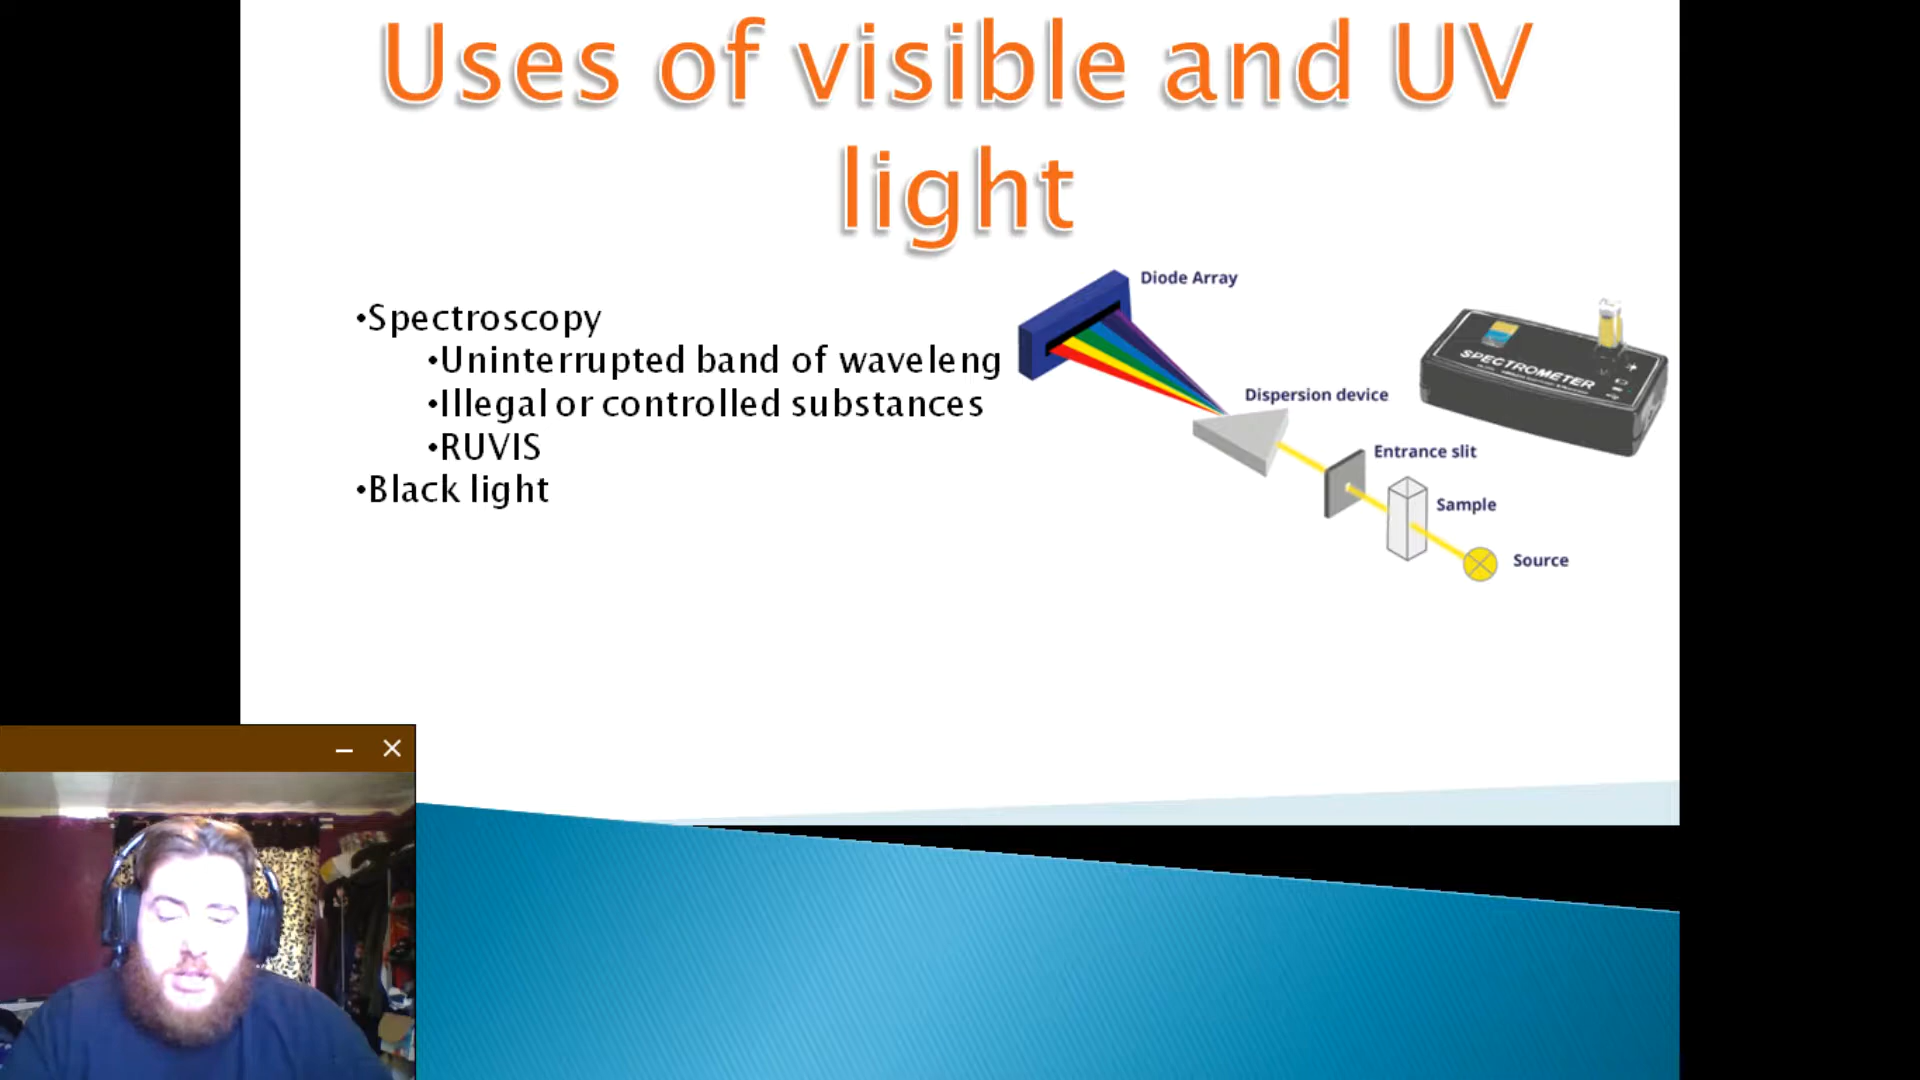 Uses of visible and UV
light
•Spectroscopy
•Uninterrupted band of waveleng
•Illegal or controlled substances
•RUVIS
•Black light
Diode Array
Dispersion device
Entrance slit
Sample
Source
SPECTROMETER